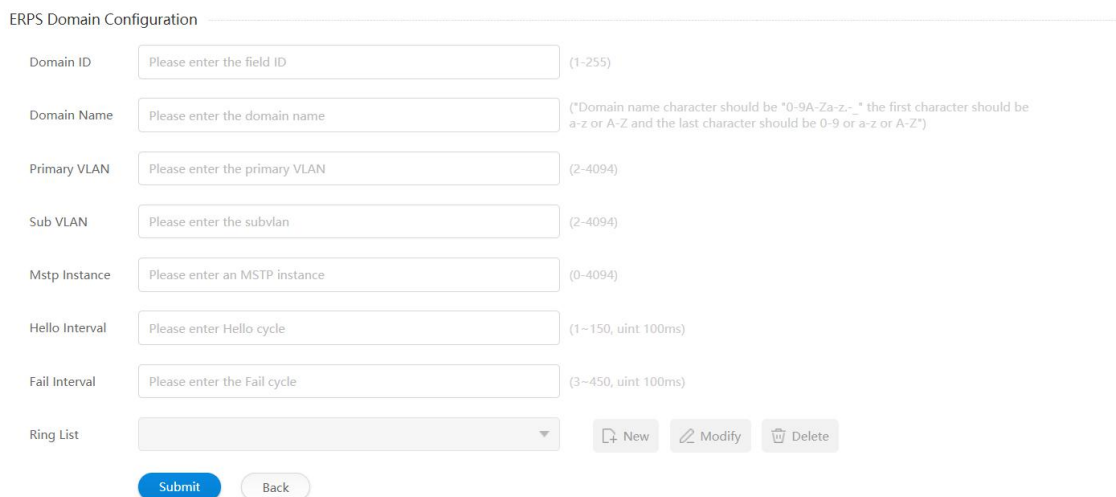 ERPS Domain Configuration
Domain ID Please enter the field ID (1-255)
Domain Name Please enter the domain name ("Domain name character should be "0-9A-Za-z.-_" the first character should be
a-z or A-Z and the last character should be 0-9 or a-z or A-Z")
Primary VLAN Please enter the primary VLAN (2-4094)
Sub VLAN Please enter the subvlan (2-4094)
Mstp Instance Please enter an MSTP instance (0-4094)
Hello Interval Please enter Hello cycle (1~150, uint 100ms)
Fail Interval Please enter the Fail cycle (3~450, uint 100ms)
Ring List New Modify Delete
Submit Back